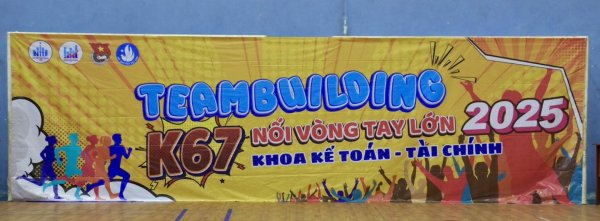 TEAMBUILDING
K67 NỐI VÒNG TAY LỚN 2025
KHOA KẾ TOÁN - TÀI CHÍNH